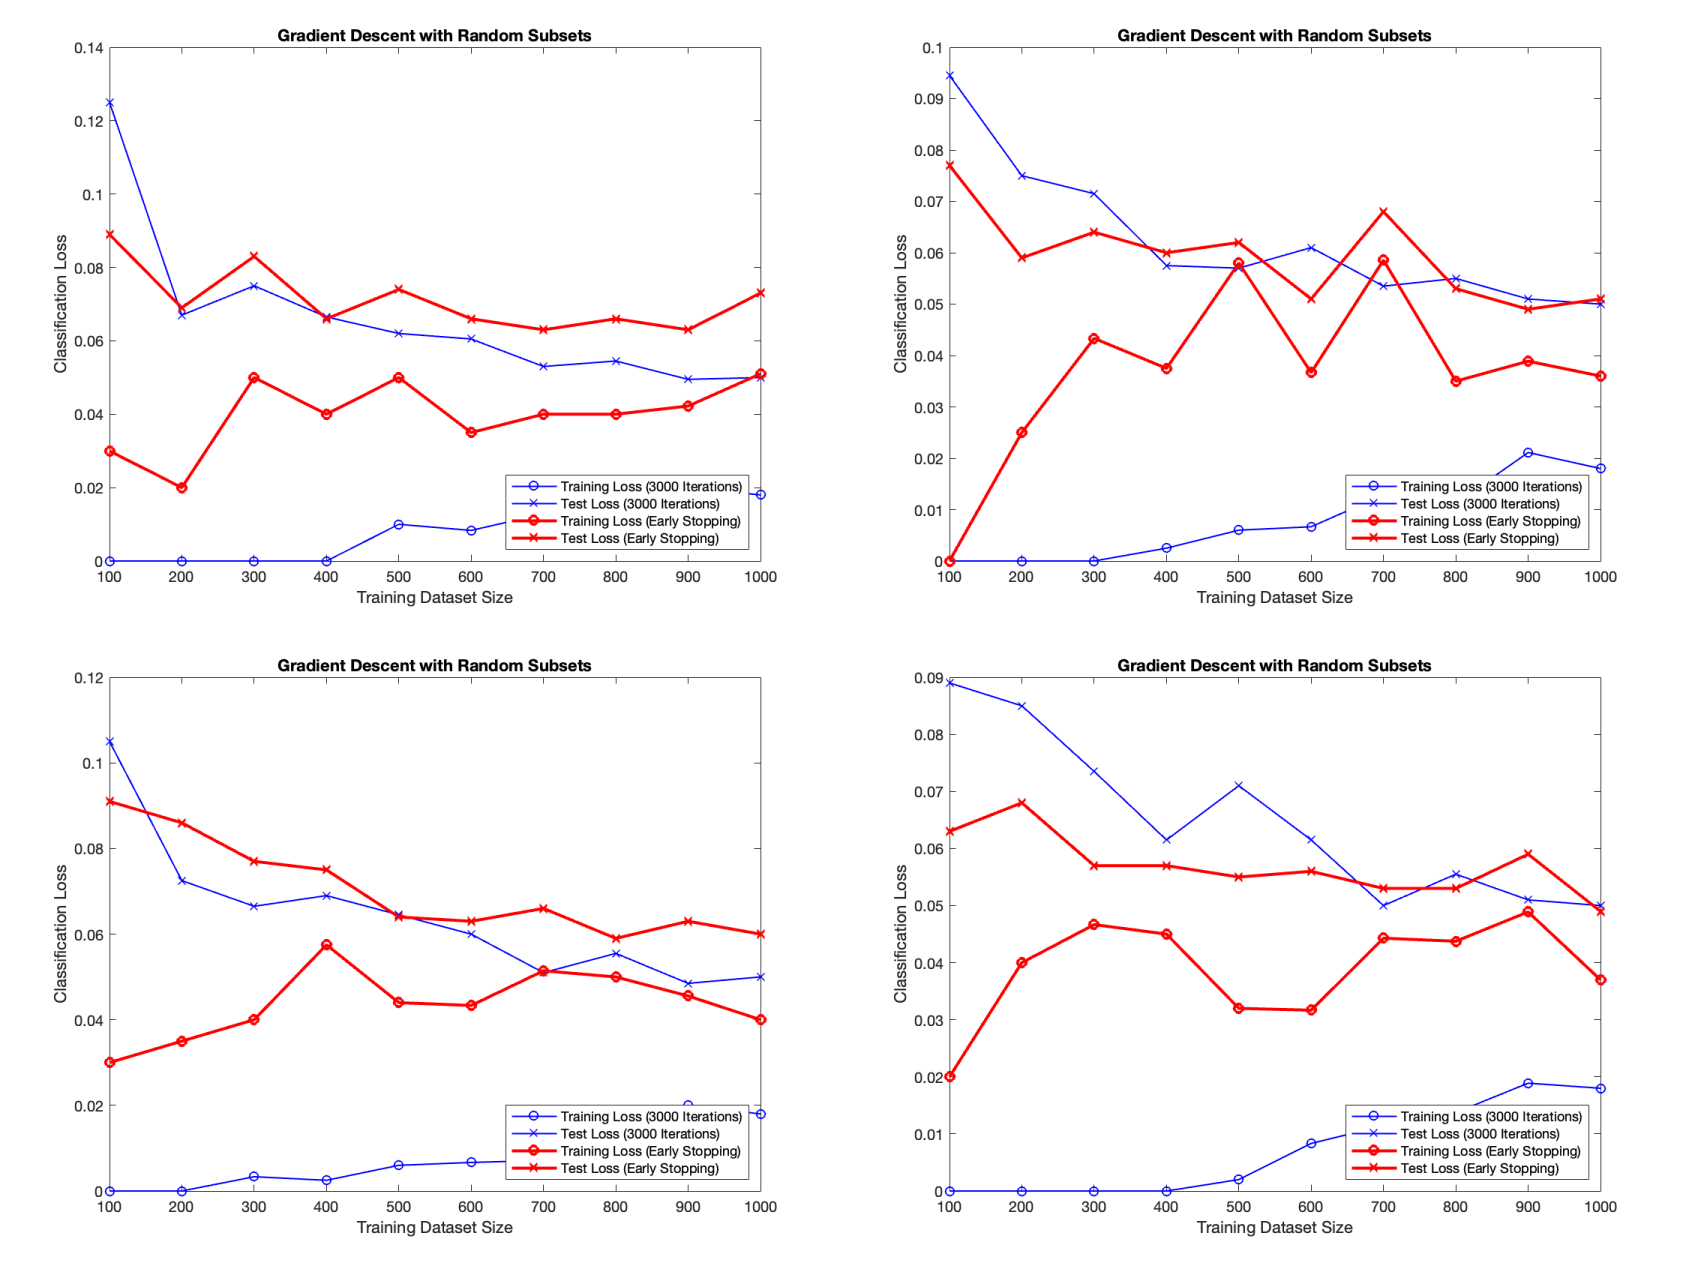 Gradient Descent with Random Subsets
0.14
0.12
0.1
0.08
0.06
0.04
0.02
0
Classification Loss
100 200 300 400 500 600 700 800 900 1000
Training Dataset Size
Training Loss (3000 Iterations)
Test Loss (3000 Iterations)
Training Loss (Early Stopping)
Test Loss (Early Stopping)
Gradient Descent with Random Subsets
0.1
0.09
0.08
0.07
0.06
0.05
0.04
0.03
0.02
0.01
0
Classification Loss
100 200 300 400 500 600 700 800 900 1000
Training Dataset Size
Training Loss (3000 Iterations)
Test Loss (3000 Iterations)
Training Loss (Early Stopping)
Test Loss (Early Stopping)
Gradient Descent with Random Subsets
0.12
0.1
0.08
0.06
0.04
0.02
0
Classification Loss
100 200 300 400 500 600 700 800 900 1000
Training Dataset Size
Training Loss (3000 Iterations)
Test Loss (3000 Iterations)
Training Loss (Early Stopping)
Test Loss (Early Stopping)
Gradient Descent with Random Subsets
0.09
0.08
0.07
0.06
0.05
0.04
0.03
0.02
0.01
0
Classification Loss
100 200 300 400 500 600 700 800 900 1000
Training Dataset Size
Training Loss (3000 Iterations)
Test Loss (3000 Iterations)
Training Loss (Early Stopping)
Test Loss (Early Stopping)